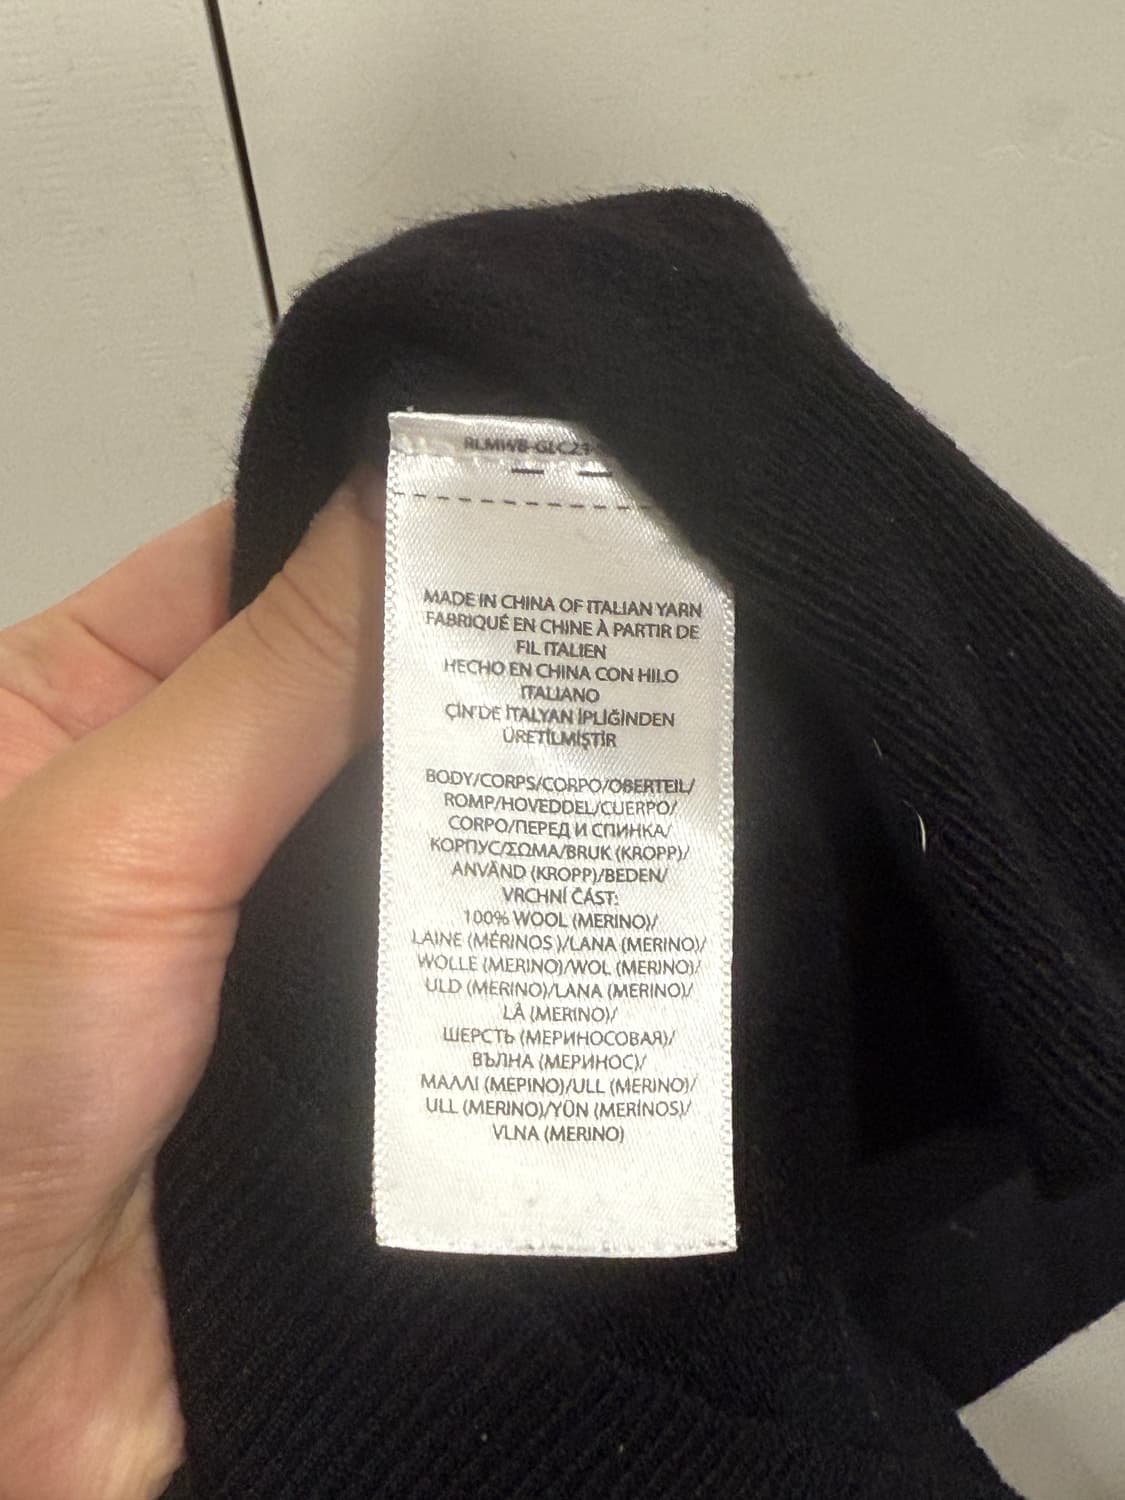 RLMWB-GLC23
MADE IN CHINA OF ITALIAN YARN
FABRIQUÉ EN CHINE À PARTIR DE
FIL ITALIEN
HECHO EN CHINA CON HILO
ITALIANO
ÇİN'DE İTALYAN İPLİĞİNDEN
ÜRETİLMİŞTİR
BODY/CORPS/CORPO/OBERTEIL/
ROMP/HOVEDDEL/CUERPO/
CORPO/ПЕРЕД И СПИНКА/
КОРПУС/ΣΩΜΑ/BRUK (KROPP)/
ANVÄND (KROPP)/BEDEN/
VRCHNÍ ČÁST:
100% WOOL (MERINO)/
LAINE (MÉRINOS )/LANA (MERINO)/
WOLLE (MERINO)/WOL (MERINO)/
ULD (MERINO)/LANA (MERINO)/
LÃ (MERINO)/
ШЕРСТЬ (МЕРИНОСОВАЯ)/
ВЪЛНА (МЕРИНОС)/
ΜΑΛΛΙ (ΜΕΡΙΝΟ)/ULL (MERINO)/
ULL (MERINO)/YÜN (MERİNOS)/
VLNA (MERINO)